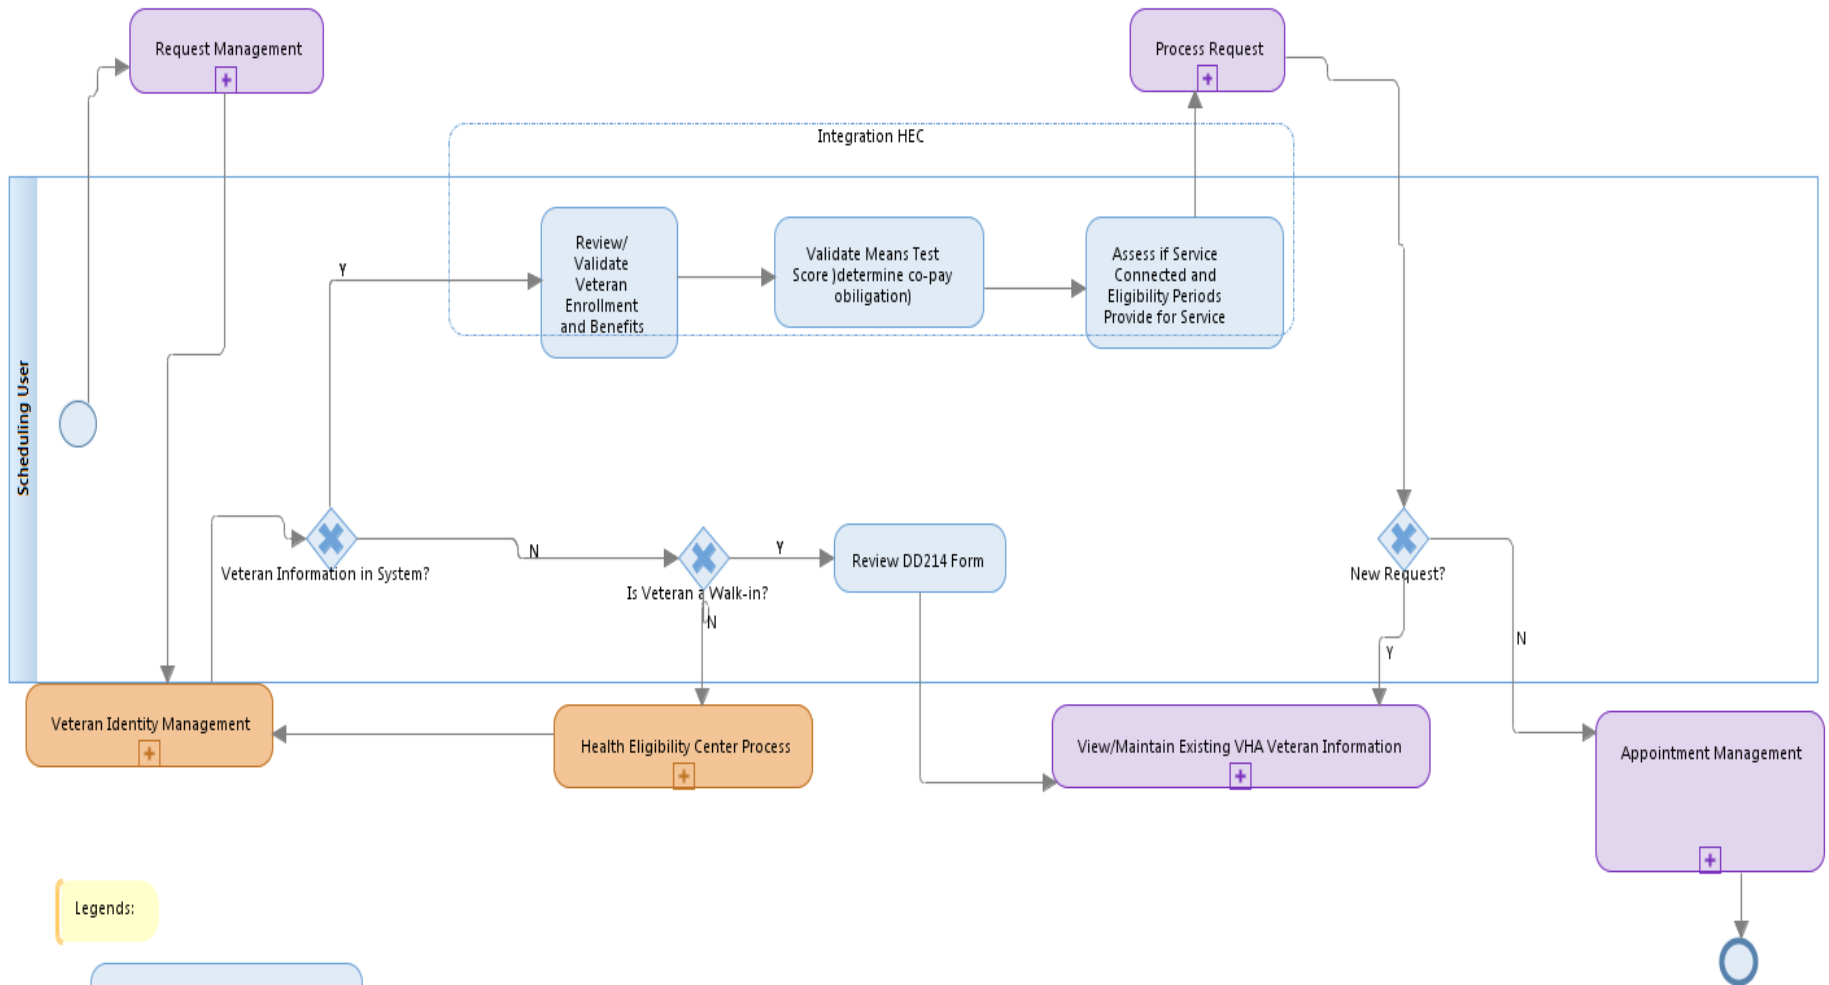 Request Management
Process Request
Integration HEC
Scheduling User
Y
Review/
Validate
Veteran
Enrollment
and Benefits
Validate Means Test
Score )determine co-pay
obiligation)
Assess if Service
Connected and
Eligibility Periods
Provide for Service
Veteran Information in System?
N
Is Veteran a Walk-in?
Y
N
Review DD214 Form
New Request?
Y
N
Veteran Identity Management
Health Eligibility Center Process
View/Maintain Existing VHA Veteran Information
Appointment Management
Legends: